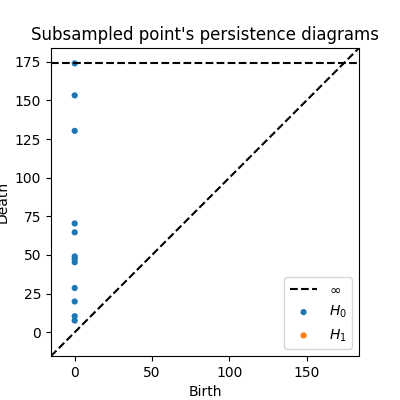 Subsampled point's persistence diagrams
175
150
125
100
75
50
25
0
Death
0 50 100 150
Birth
∞
H₀
H₁